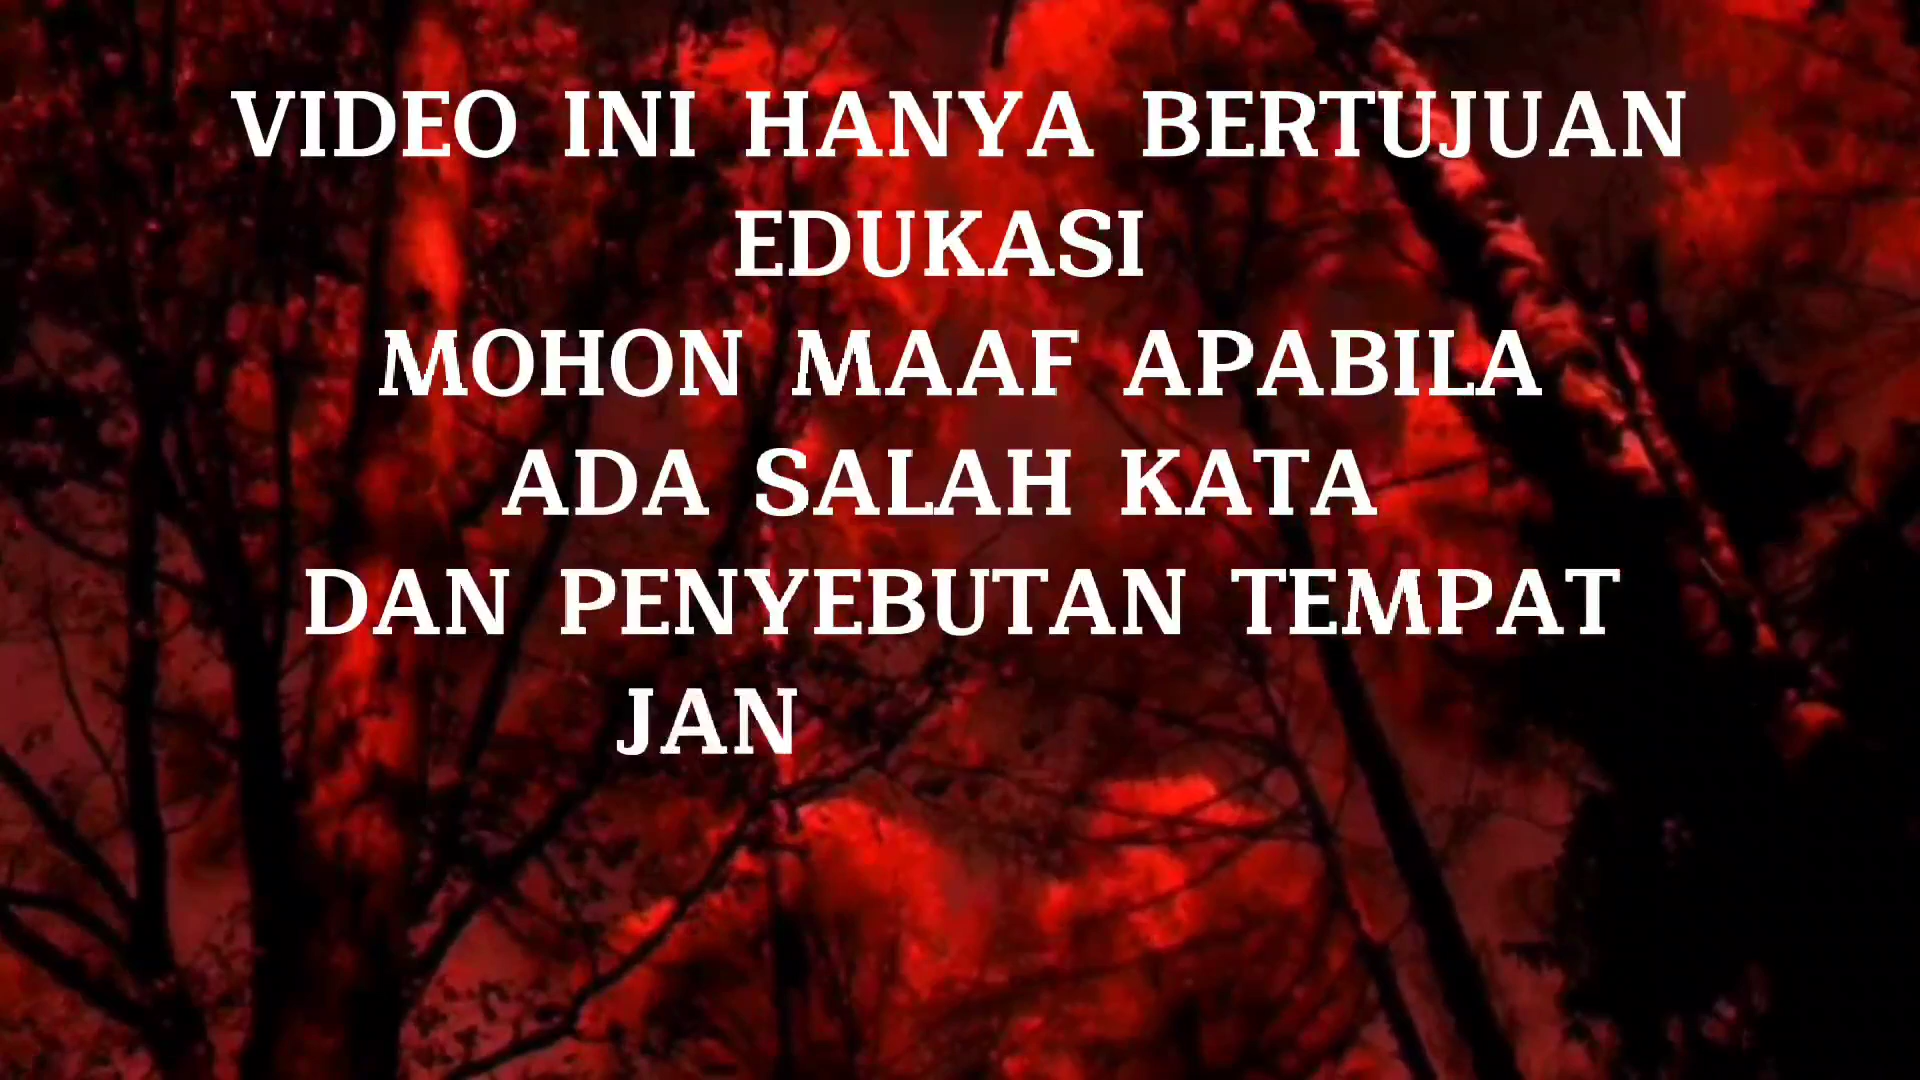 VIDEO INI HANYA BERTUJUAN
EDUKASI
MOHON MAAF APABILA
ADA SALAH KATA
DAN PENYEBUTAN TEMPAT
JAN